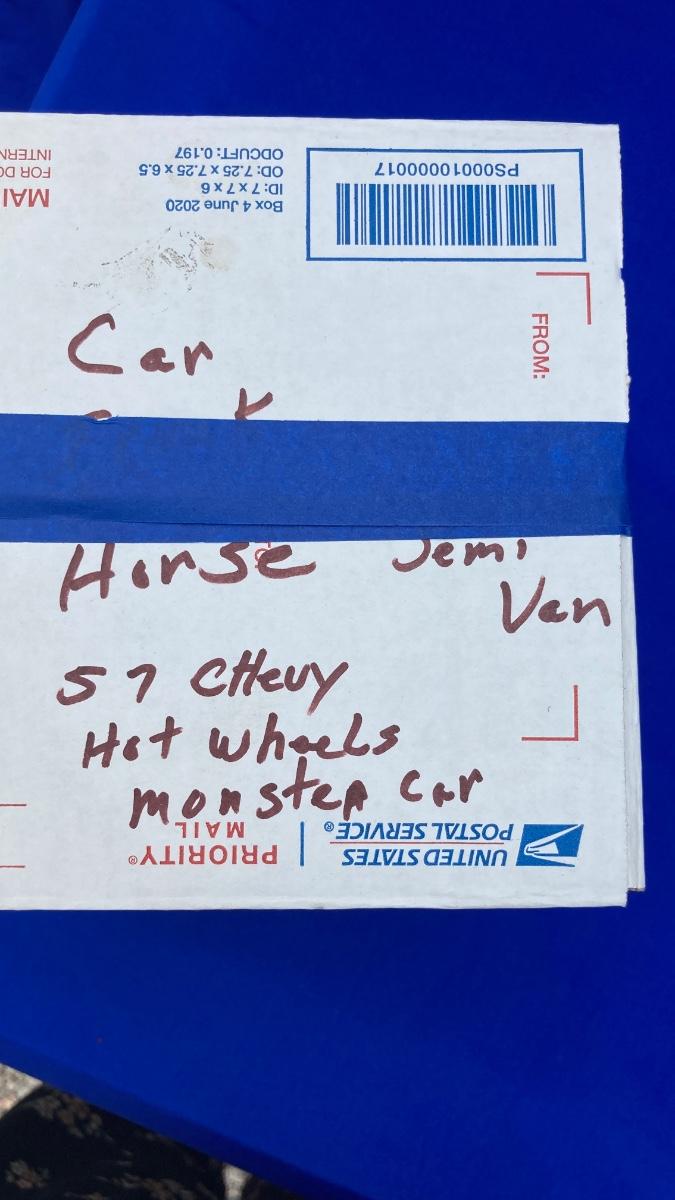 Car
Horse Semi
Van
57 CHevy
Hot Wheels
monster Car
FROM:
PS00010000017
Box 4 June 2020
ID: 7 x 7 x 6
OD: 7.25 x 7.25 x 6.5
ODCUFT: 0.197
UNITED STATES
POSTAL SERVICE®
PRIORITY®
MAIL